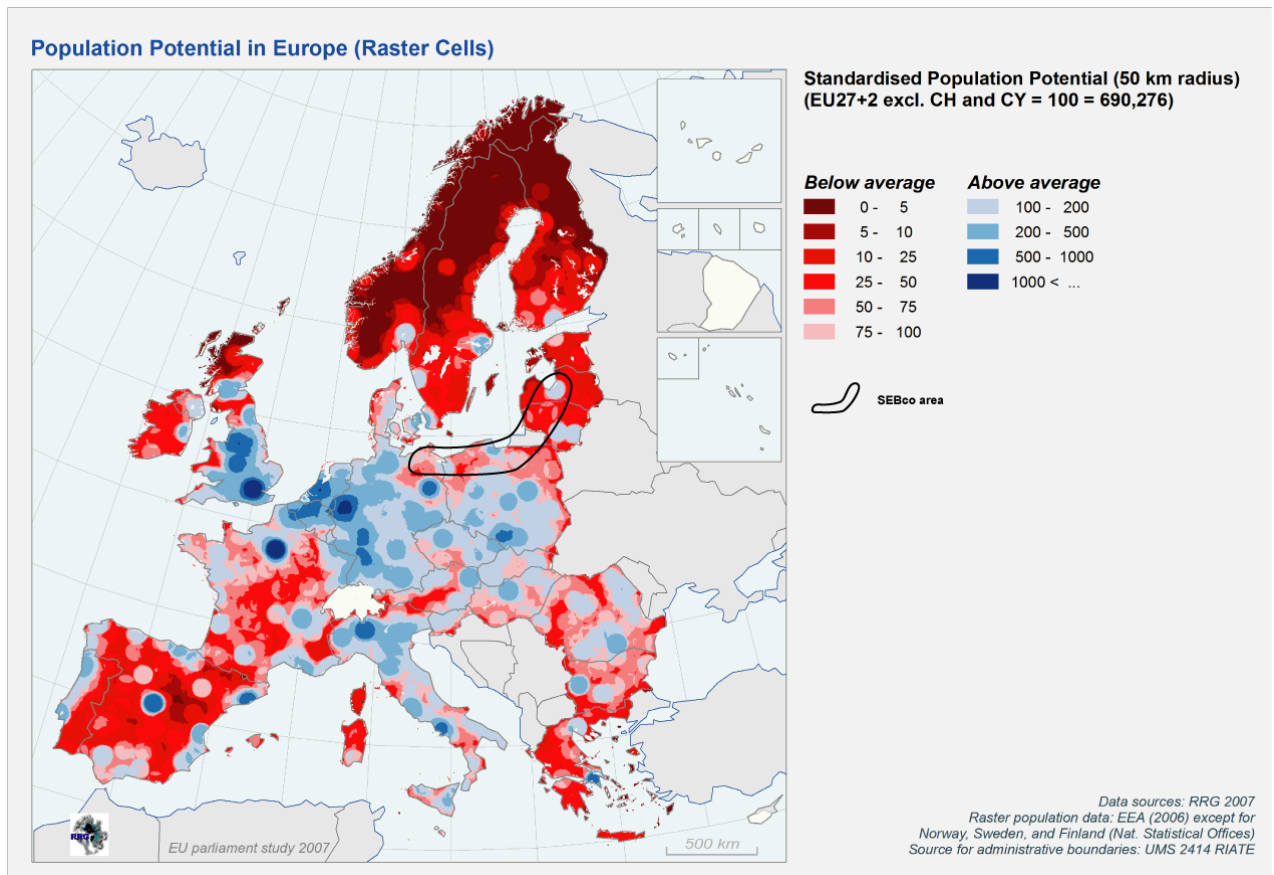 Population Potential in Europe (Raster Cells)
Standardised Population Potential (50 km radius)
(EU27+2 excl. CH and CY = 100 = 690,276)
Below average
0 - 5
5 - 10
10 - 25
25 - 50
50 - 75
75 - 100
Above average
100 - 200
200 - 500
500 - 1000
1000 < ...
SEBco area
RRG
EU parliament study 2007
500 km
Data sources: RRG 2007
Raster population data: EEA (2006) except for
Norway, Sweden, and Finland (Nat. Statistical Offices)
Source for administrative boundaries: UMS 2414 RIATE